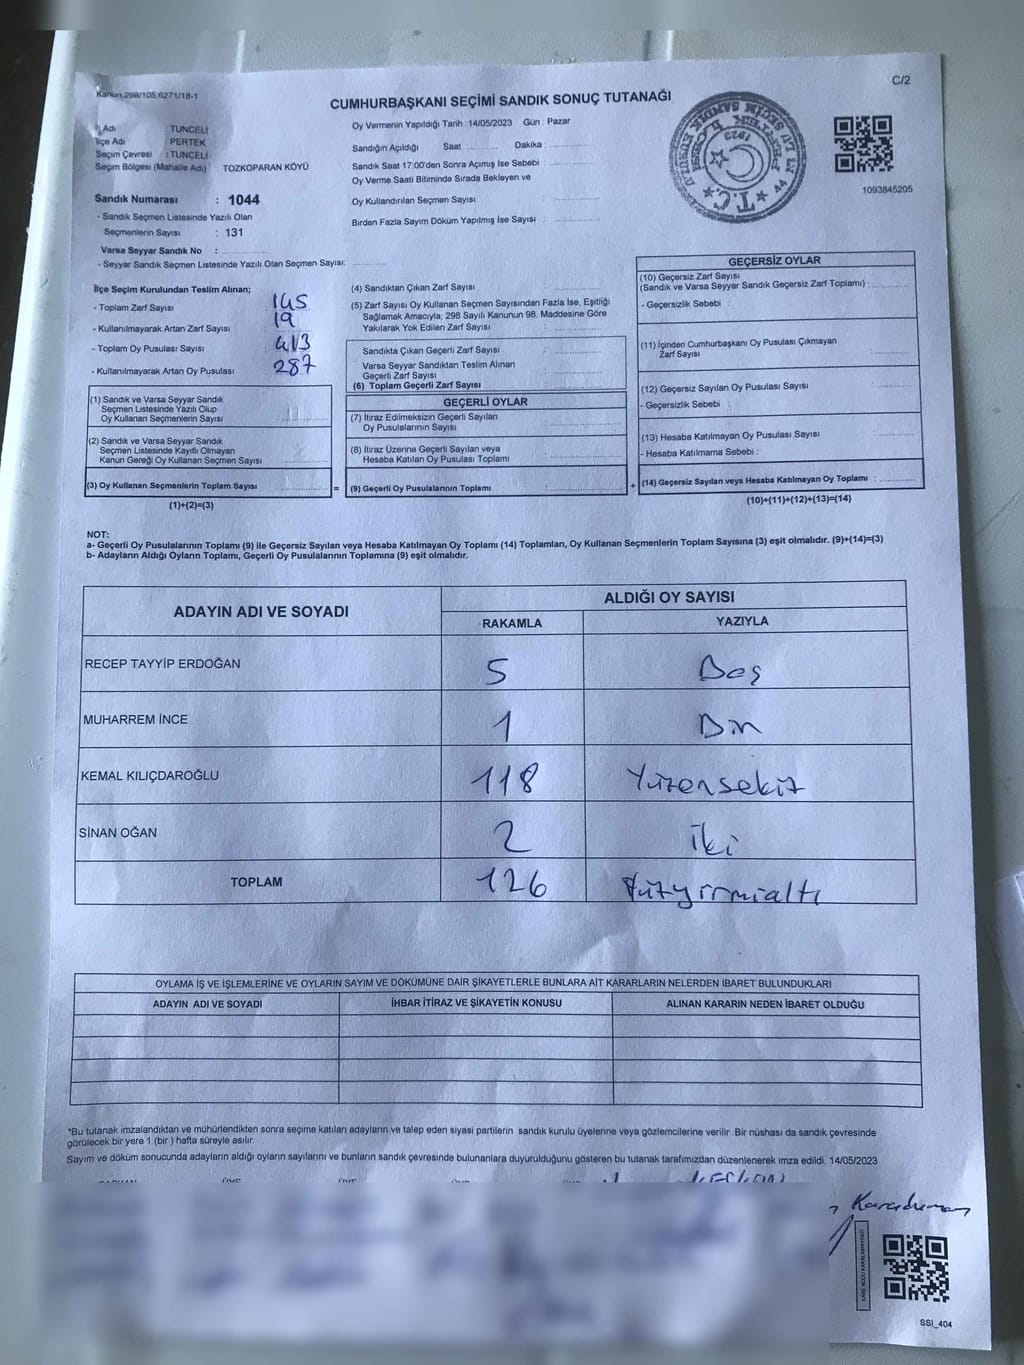 C/2
Kanun,298/105,6271/18-1
CUMHURBAŞKANI SEÇİMİ SANDIK SONUÇ TUTANAĞI
İl Adı TUNCELİ
İlçe Adı PERTEK
Seçim Çevresi : TUNCELİ
Seçim Bölgesi (Mahalle Adı) : TOZKOPARAN KÖYÜ
Sandık Numarası : 1044
- Sandık Seçmen Listesinde Yazılı Olan
Seçmenlerin Sayısı : 131
Varsa Seyyar Sandık No :
- Seyyar Sandık Seçmen Listesinde Yazılı Olan Seçmen Sayısı:
Oy Vermenin Yapıldığı Tarih :14/05/2023 Gün : Pazar
Sandığın Açıldığı Saat Dakika :
Sandık Saat 17:00'den Sonra Açımış İse Sebebi :
Oy Verme Saati Bitiminde Sırada Bekleyen ve
Oy Kullandırılan Seçmen Sayısı
Birden Fazla Sayım Döküm Yapılmış İse Sayısı :
T.C.
1093845205
İlçe Seçim Kurulundan Teslim Alınan;
- Toplam Zarf Sayısı 145
- Kullanılmayarak Artan Zarf Sayısı 19
- Toplam Oy Pusulası Sayısı 413
- Kullanılmayarak Artan Oy Pusulası 287
(1) Sandık ve Varsa Seyyar Sandık
Seçmen Listesinde Yazılı Olup
Oy Kullanan Seçmenlerin Sayısı
(2) Sandık ve Varsa Seyyar Sandık
Seçmen Listesinde Kayıtlı Olmayan
Kanun Gereği Oy Kullanan Seçmen Sayısı
(3) Oy Kullanan Seçmenlerin Toplam Sayısı
(1)+(2)=(3)
(4) Sandıktan Çıkan Zarf Sayısı :
(5) Zarf Sayısı Oy Kullanan Seçmen Sayısından Fazla İse, Eşitliği
Sağlamak Amacıyla, 298 Sayılı Kanunun 98. Maddesine Göre
Yakılarak Yok Edilen Zarf Sayısı :
Sandıkta Çıkan Geçerli Zarf Sayısı :
Varsa Seyyar Sandıktan Teslim Alınan
Geçerli Zarf Sayısı :
(6) Toplam Geçerli Zarf Sayısı :
GEÇERLİ OYLAR
(7) İtiraz Edilmeksizin Geçerli Sayılan
Oy Pusulalarının Sayısı :
(8) İtiraz Üzerine Geçerli Sayılan veya
Hesaba Katılan Oy Pusulası Toplamı :
= (9) Geçerli Oy Pusulalarının Toplamı :
GEÇERSİZ OYLAR
(10) Geçersiz Zarf Sayısı
(Sandık ve Varsa Seyyar Sandık Geçersiz Zarf Toplamı) :
- Geçersizlik Sebebi :
(11) İçinden Cumhurbaşkanı Oy Pusulası Çıkmayan
Zarf Sayısı :
(12) Geçersiz Sayılan Oy Pusulası Sayısı :
- Geçersizlik Sebebi :
(13) Hesaba Katılmayan Oy Pusulası Sayısı :
- Hesaba Katılmama Sebebi :
+ (14) Geçersiz Sayılan veya Hesaba Katılmayan Oy Toplamı :
(10)+(11)+(12)+(13)=(14)
NOT:
a- Geçerli Oy Pusulalarının Toplamı (9) ile Geçersiz Sayılan veya Hesaba Katılmayan Oy Toplamı (14) Toplamları, Oy Kullanan Seçmenlerin Toplam Sayısına (3) eşit olmalıdır. (9)+(14)=(3)
b- Adayların Aldığı Oyların Toplamı, Geçerli Oy Pusulalarının Toplamına (9) eşit olmalıdır.
ADAYIN ADI VE SOYADI ALDIĞI OY SAYISI
RAKAMLA YAZIYLA
RECEP TAYYİP ERDOĞAN 5 Beş
MUHARREM İNCE 1 Bir
KEMAL KILIÇDAROĞLU 118 Yüzonsekiz
SİNAN OĞAN 2 İki
TOPLAM 126 Yüzyirmialtı
OYLAMA İŞ VE İŞLEMLERİNE VE OYLARIN SAYIM VE DÖKÜMÜNE DAİR ŞİKAYETLERLE BUNLARA AİT KARARLARIN NELERDEN İBARET BULUNDUKLARI
ADAYIN ADI VE SOYADI İHBAR İTİRAZ VE ŞİKAYETİN KONUSU ALINAN KARARIN NEDEN İBARET OLDUĞU
*Bu tutanak imzalandıktan ve mühürlendikten sonra seçime katılan adayların ve talep eden siyasi partilerin sandık kurulu üyelerine veya gözlemcilerine verilir. Bir nüshası da sandık çevresinde
görülecek bir yere 1 (bir ) hafta süreyle asılır.
Sayım ve döküm sonucunda adayların aldığı oyların sayılarını ve bunların sandık çevresinde bulunanlara duyurulduğunu gösteren bu tutanak tarafımızdan düzenlenerek imza edildi. 14/05/2023
Karaduman
KARE KODU KARALAMAYINIZ!
SSI_404